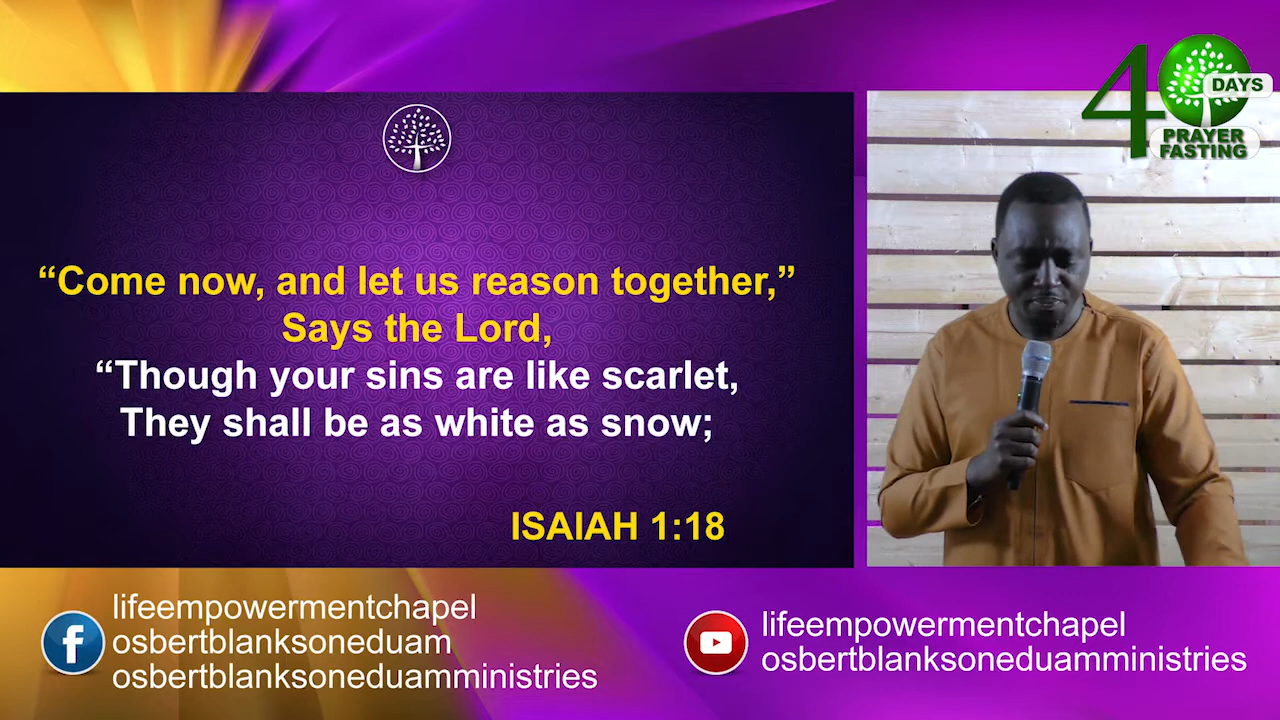 “Come now, and let us reason together,”
Says the Lord,
“Though your sins are like scarlet,
They shall be as white as snow;
ISAIAH 1:18
40
DAYS
PRAYER
FASTING
lifeempowermentchapel
osbertblanksoneduam
osbertblanksoneduamministries
lifeempowermentchapel
osbertblanksoneduamministries